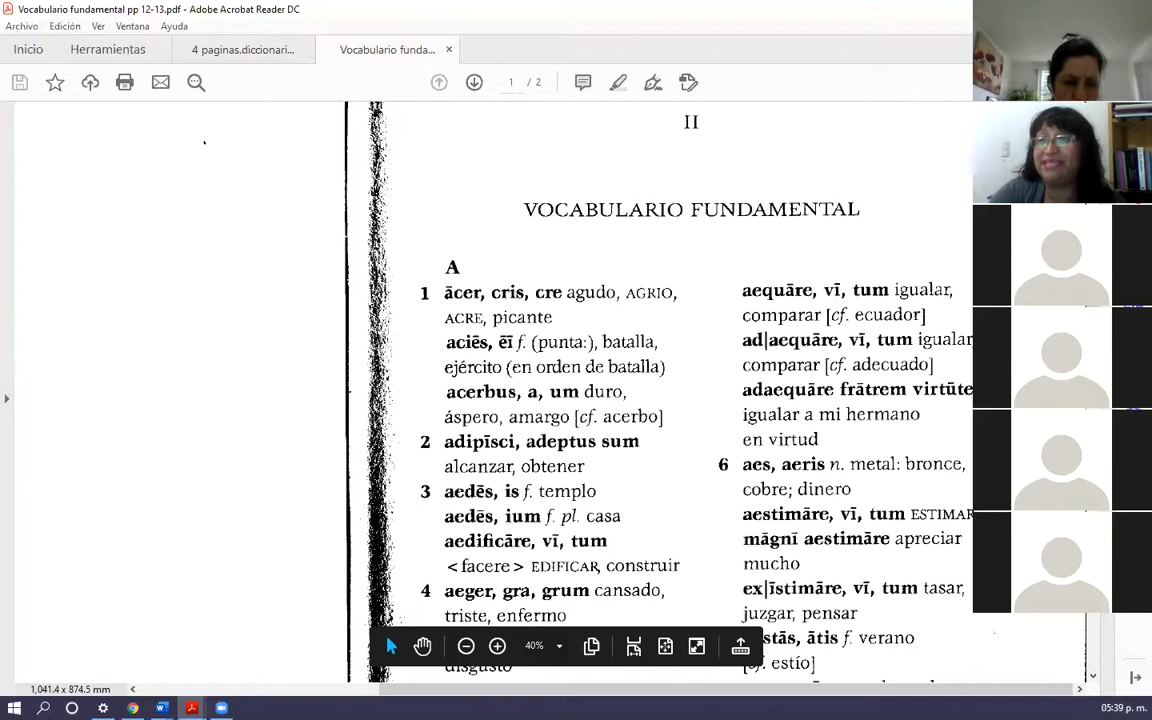 Vocabulario fundamental pp 12-13.pdf - Adobe Acrobat Reader DC
Archivo Edición Ver Ventana Ayuda
Inicio Herramientas 4 paginas.diccionari... Vocabulario funda... ×
1 / 2
II
VOCABULARIO FUNDAMENTAL
A
1 ācer, cris, cre agudo, AGRIO,
ACRE, picante
aciēs, ēī f. (punta:), batalla,
ejército (en orden de batalla)
acerbus, a, um duro,
áspero, amargo [cf. acerbo]
2 adipīsci, adeptus sum
alcanzar, obtener
3 aedēs, is f. templo
aedēs, ium f. pl. casa
aedificāre, vī, tum
<facere> EDIFICAR, construir
4 aeger, gra, grum cansado,
triste, enfermo
disgusto
aequāre, vī, tum igualar,
comparar [cf. ecuador]
ad|aequāre, vī, tum igualar
comparar [cf. adecuado]
adaequāre frātrem virtūte
igualar a mi hermano
en virtud
6 aes, aeris n. metal: bronce,
cobre; dinero
aestimāre, vī, tum ESTIMAR
māgnī aestimāre apreciar
mucho
ex|īstimāre, vī, tum tasar,
juzgar, pensar
stās, ātis f. verano
[cf. estío]
40%
1,041.4 x 874.5 mm
05:39 p. m.